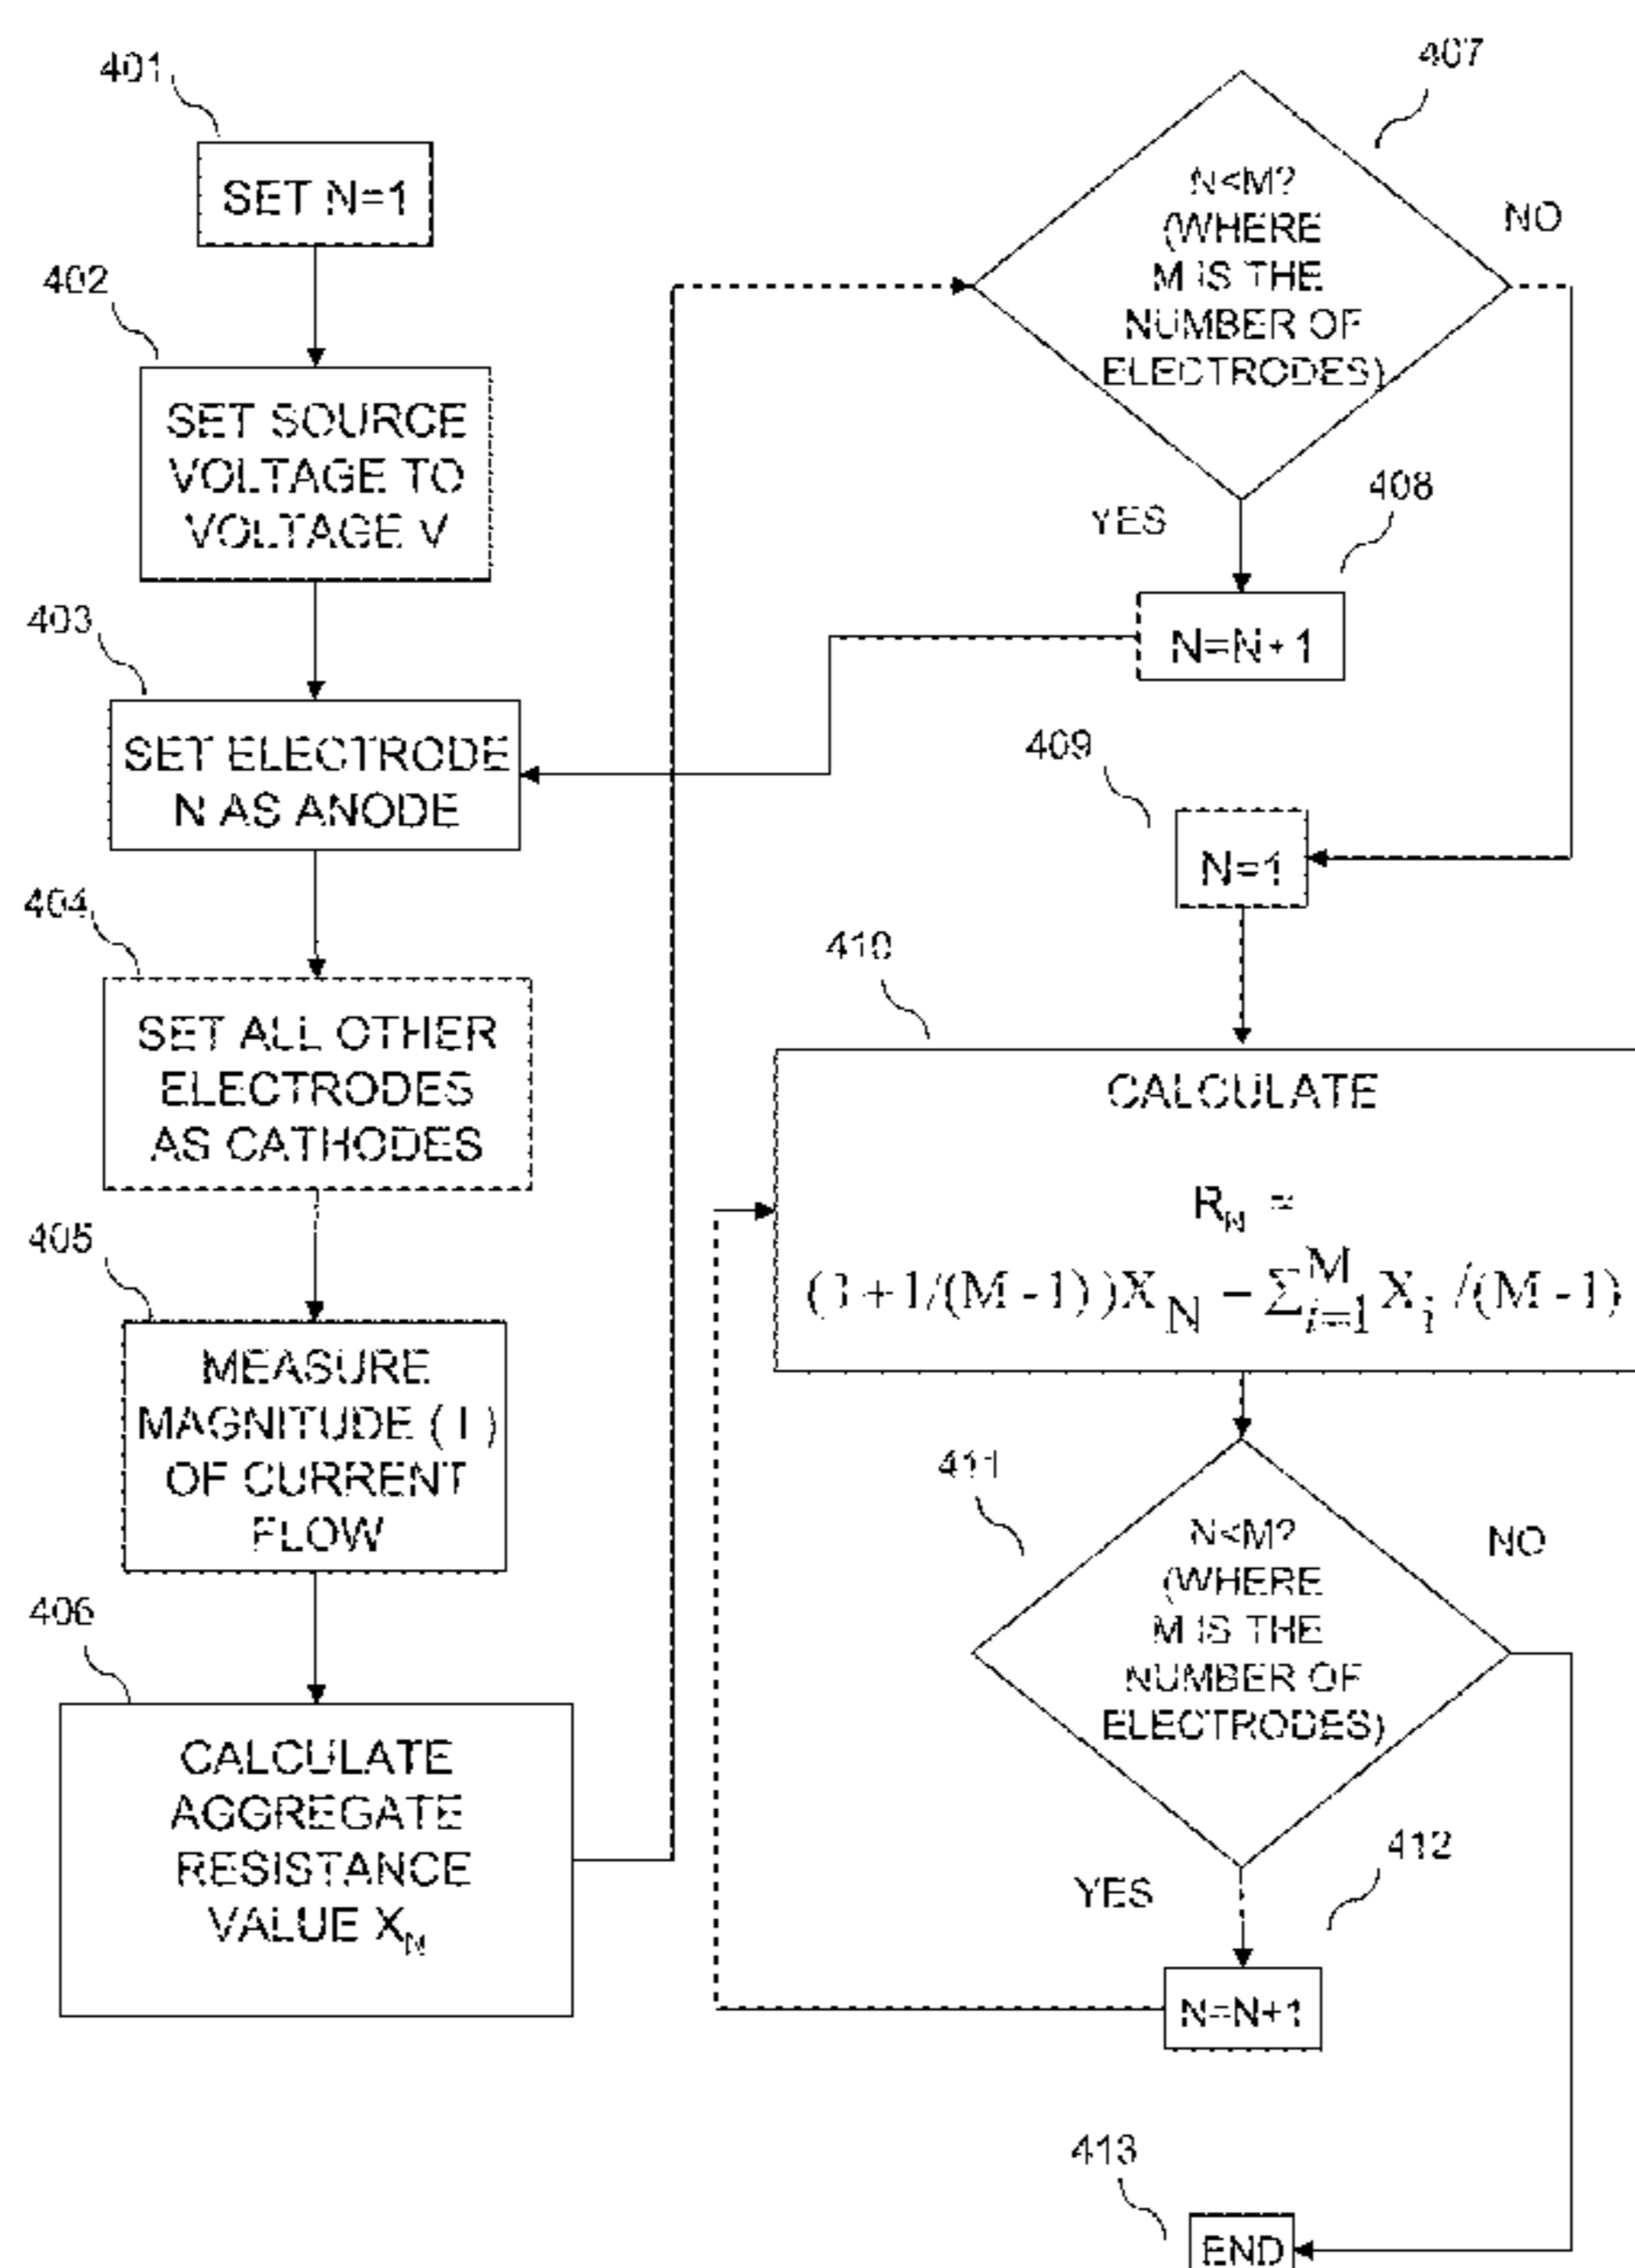 401
SET N=1
402
SET SOURCE
VOLTAGE TO
VOLTAGE V
403
SET ELECTRODE
N AS ANODE
404
SET ALL OTHER
ELECTRODES
AS CATHODES
405
MEASURE
MAGNITUDE ( I )
OF CURRENT
FLOW
406
CALCULATE
AGGREGATE
RESISTANCE
VALUE X_N
407
N<M?
(WHERE
M IS THE
NUMBER OF
ELECTRODES)
NO
YES
408
N=N+1
409
N=1
410
CALCULATE
R_N =
(3+1/(M-1))X_N − Σ_{i=1}^M X_i /(M-1)
411
N<M?
(WHERE
M IS THE
NUMBER OF
ELECTRODES)
NO
YES
412
N=N+1
413
END